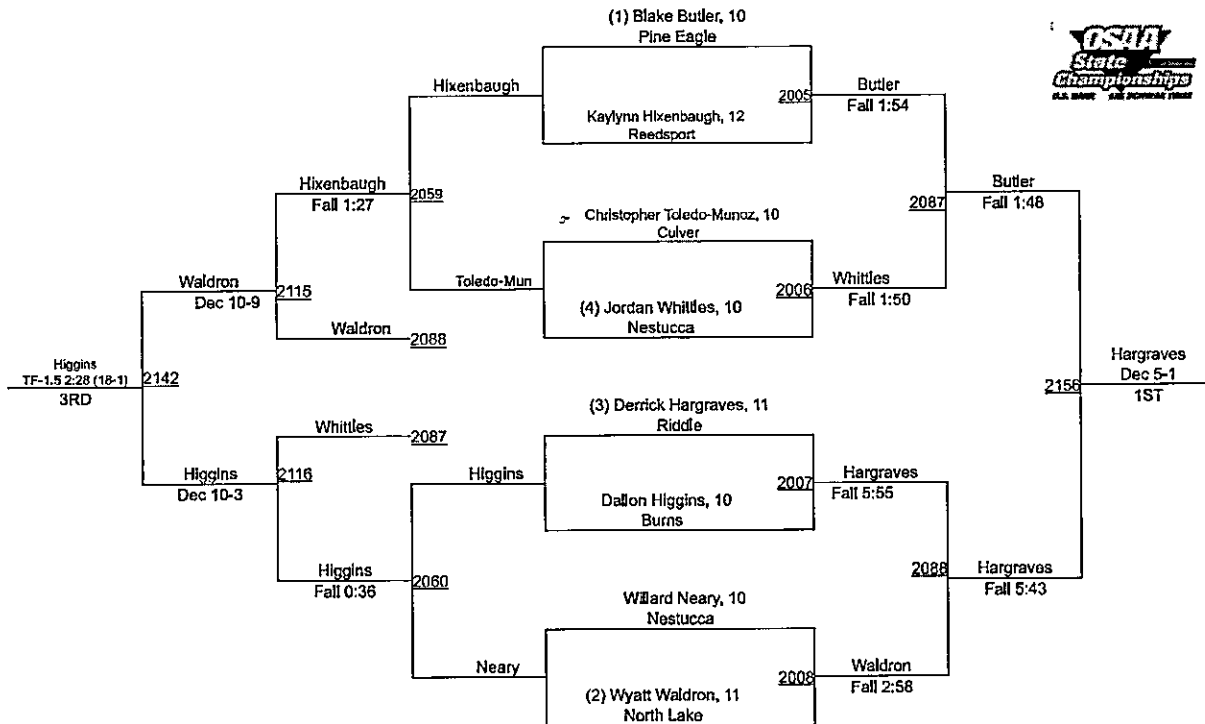 (1) Blake Butler, 10
Pine Eagle
OSAA
State
Championships
Hixenbaugh
2005
Butler
Fall 1:54
Kaylynn Hixenbaugh, 12
Reedsport
Hixenbaugh
Fall 1:27
2059
2087
Butler
Fall 1:48
Christopher Toledo-Munoz, 10
Culver
Waldron
Dec 10-9
2115
Toledo-Mun
2006
Whittles
Fall 1:50
(4) Jordan Whittles, 10
Nestucca
Waldron
2088
Higgins
TF-1.5 2:28 (18-1)
3RD
2142
2156
Hargraves
Dec 5-1
1ST
(3) Derrick Hargraves, 11
Riddle
Whittles
2087
Higgins
Dec 10-3
2116
Higgins
2007
Hargraves
Fall 5:55
Dallon Higgins, 10
Burns
Higgins
Fall 0:36
2060
2088
Hargraves
Fall 5:43
Willard Neary, 10
Nestucca
Neary
2008
Waldron
Fall 2:58
(2) Wyatt Waldron, 11
North Lake